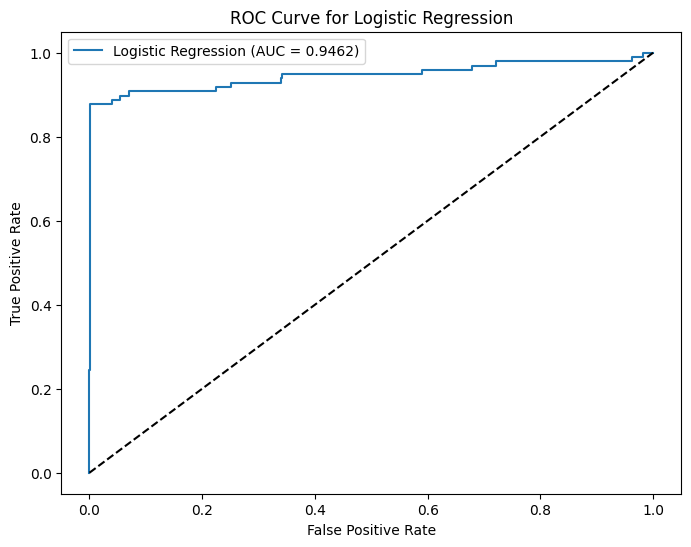 ROC Curve for Logistic Regression
Logistic Regression (AUC = 0.9462)
True Positive Rate
1.0
0.8
0.6
0.4
0.2
0.0
0.0 0.2 0.4 0.6 0.8 1.0
False Positive Rate